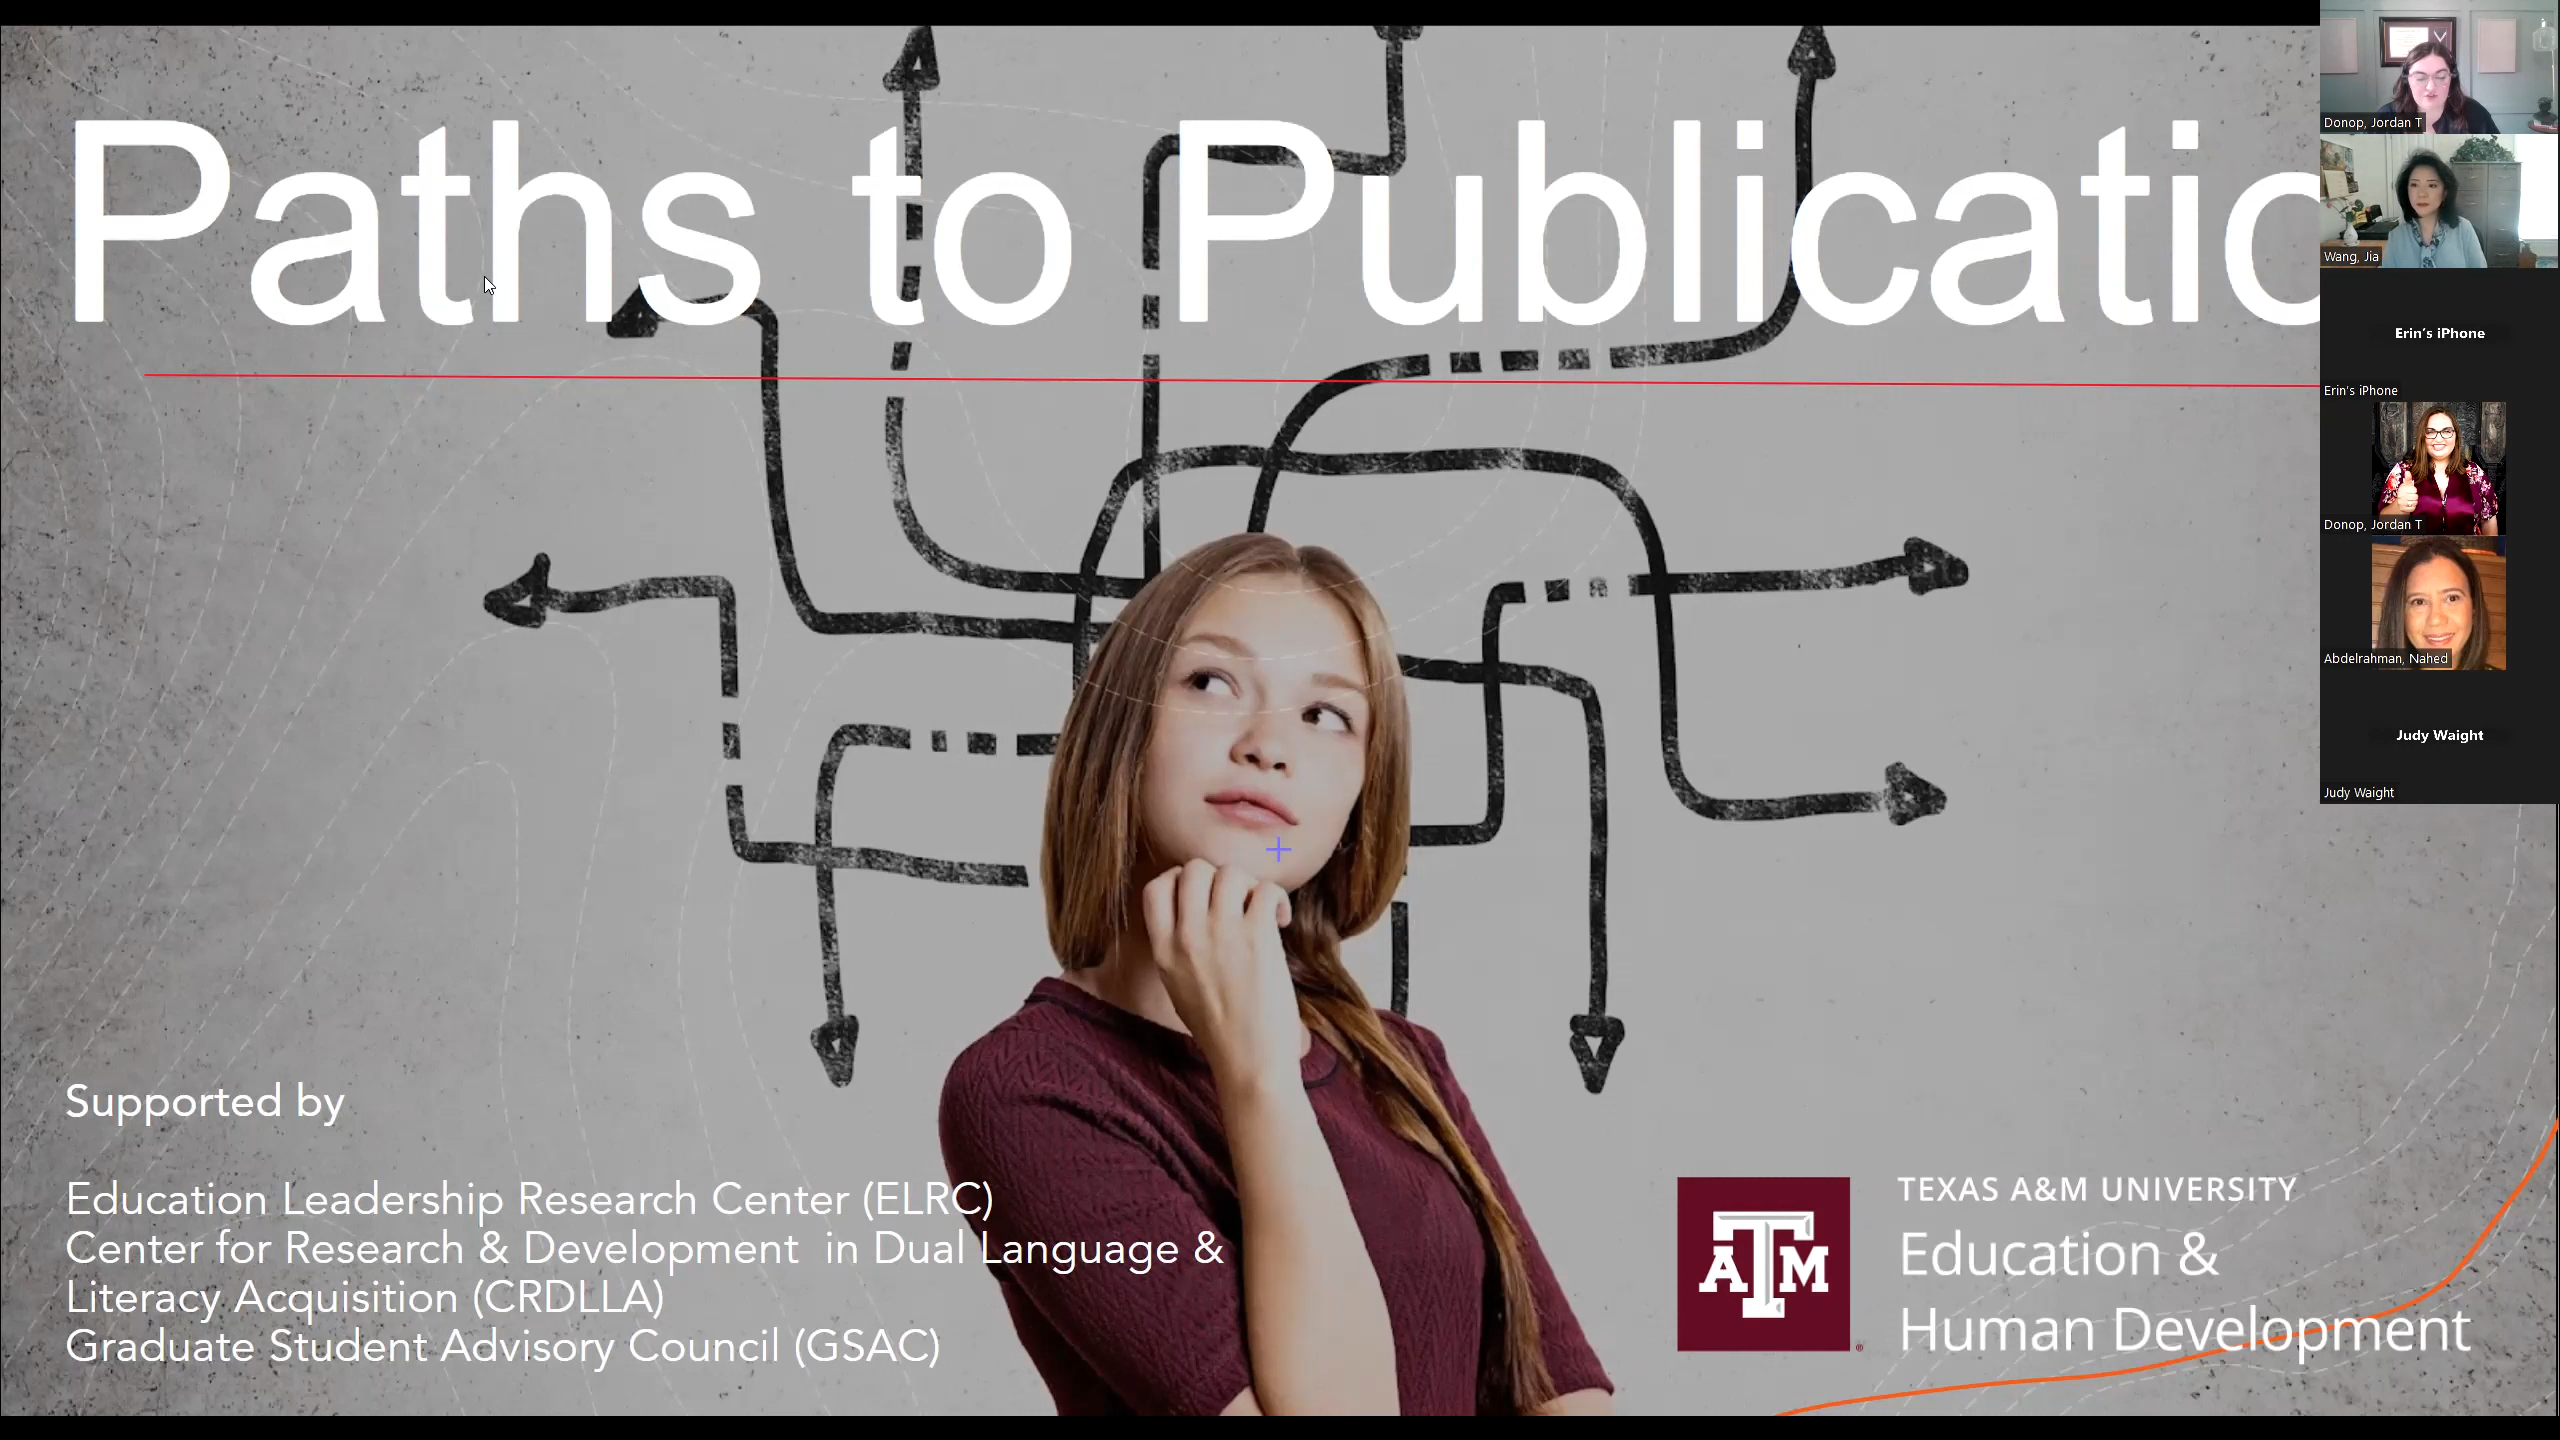 Paths to Publicatio
Supported by
Education Leadership Research Center (ELRC)
Center for Research & Development  in Dual Language &
Literacy Acquisition (CRDLLA)
Graduate Student Advisory Council (GSAC)
ATM
®
TEXAS A&M UNIVERSITY
Education &
Human Development
Donop, Jordan T
Wang, Jia
Erin's iPhone
Erin's iPhone
Donop, Jordan T
Abdelrahman, Nahed
Judy Waight
Judy Waight